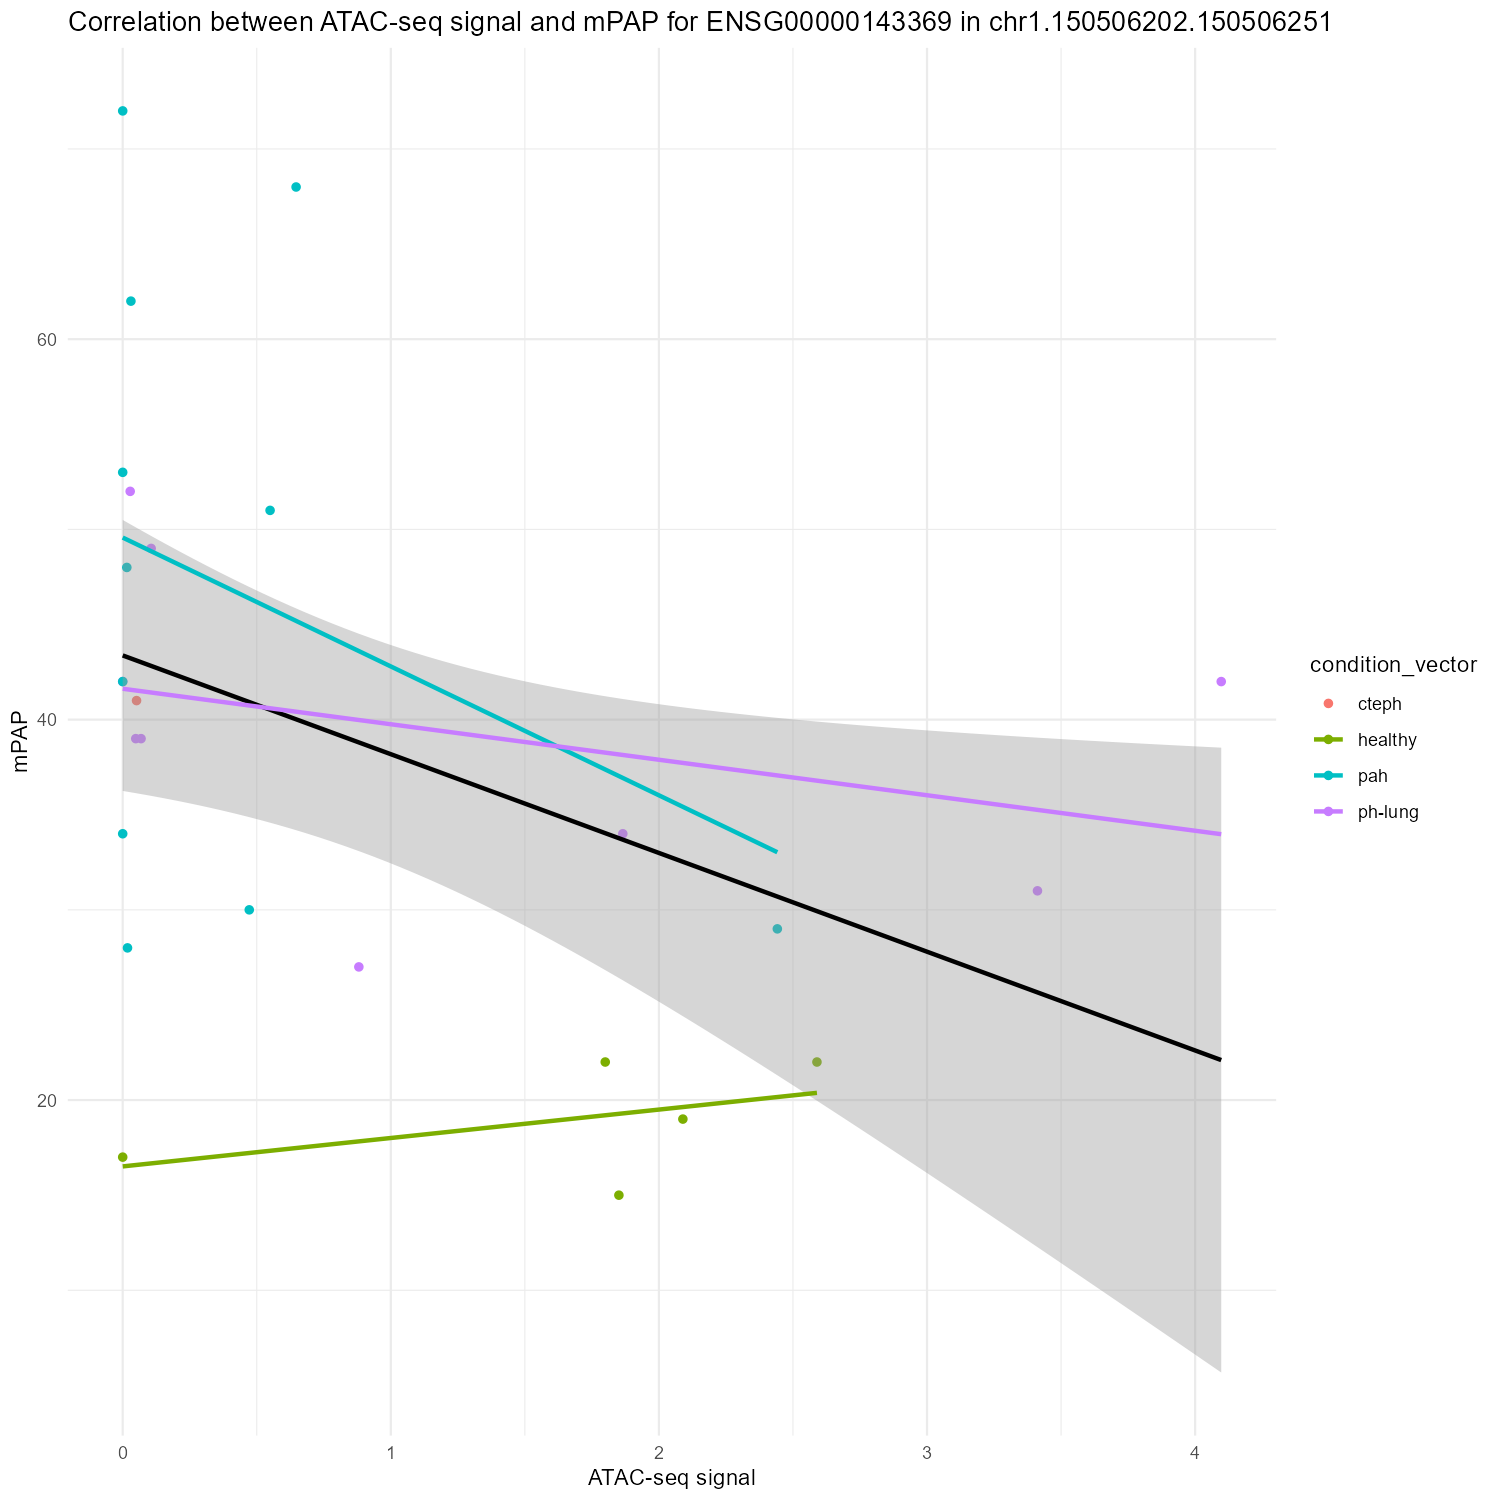 Correlation between ATAC-seq signal and mPAP for ENSG00000143369 in chr1.150506202.150506251
60
40
20
mPAP
0 1 2 3 4
ATAC-seq signal
condition_vector
cteph
healthy
pah
ph-lung